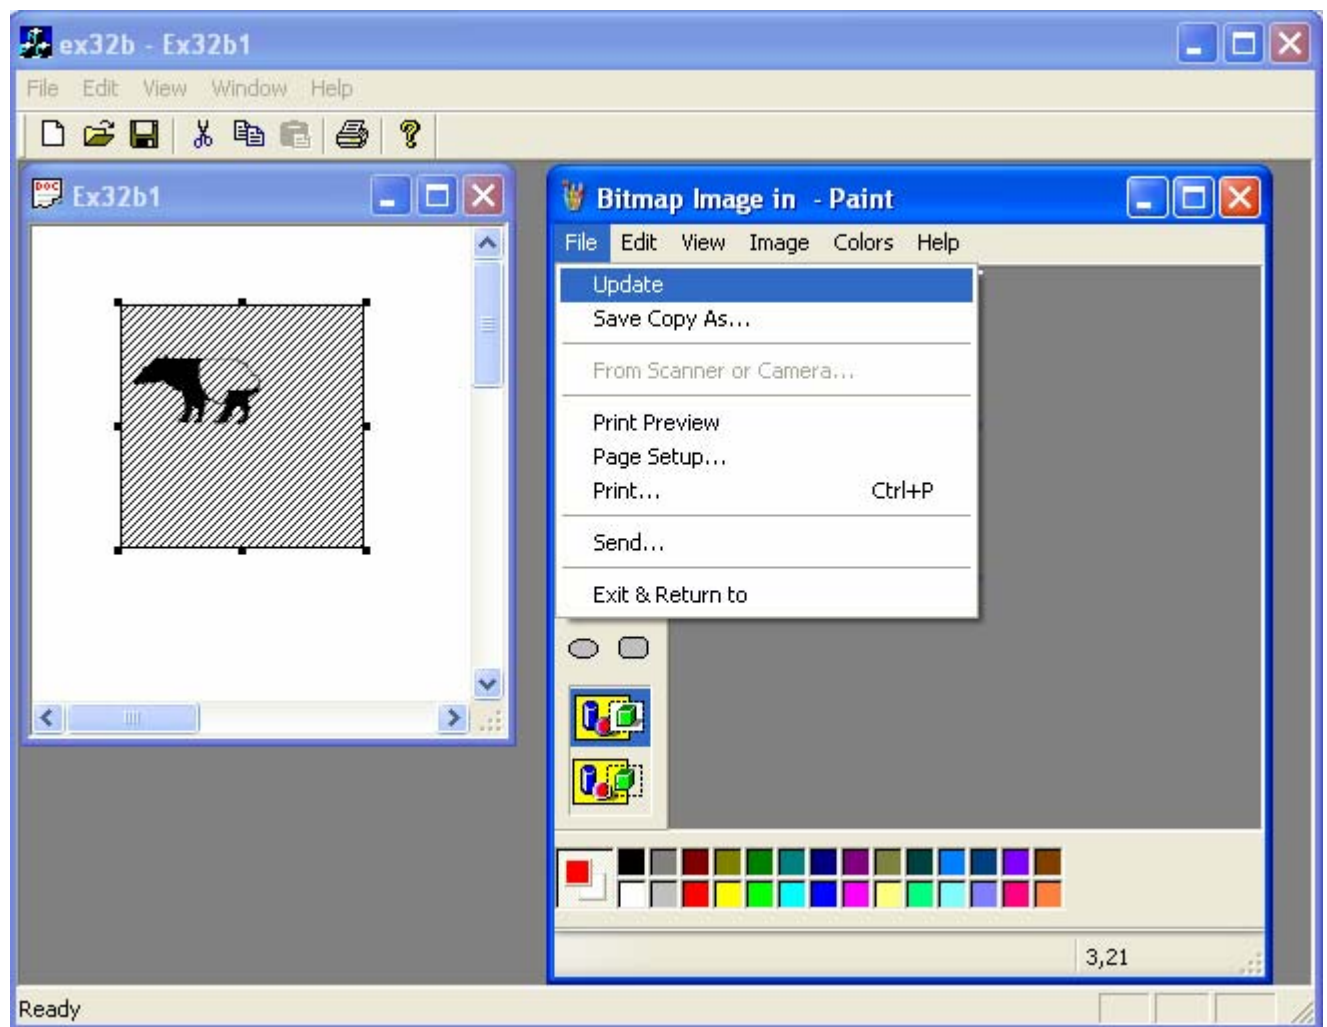 ex32b - Ex32b1
File Edit View Window Help
DOC Ex32b1
Bitmap Image in - Paint
File Edit View Image Colors Help
Update
Save Copy As...
From Scanner or Camera...
Print Preview
Page Setup...
Print... Ctrl+P
Send...
Exit & Return to
3,21
Ready